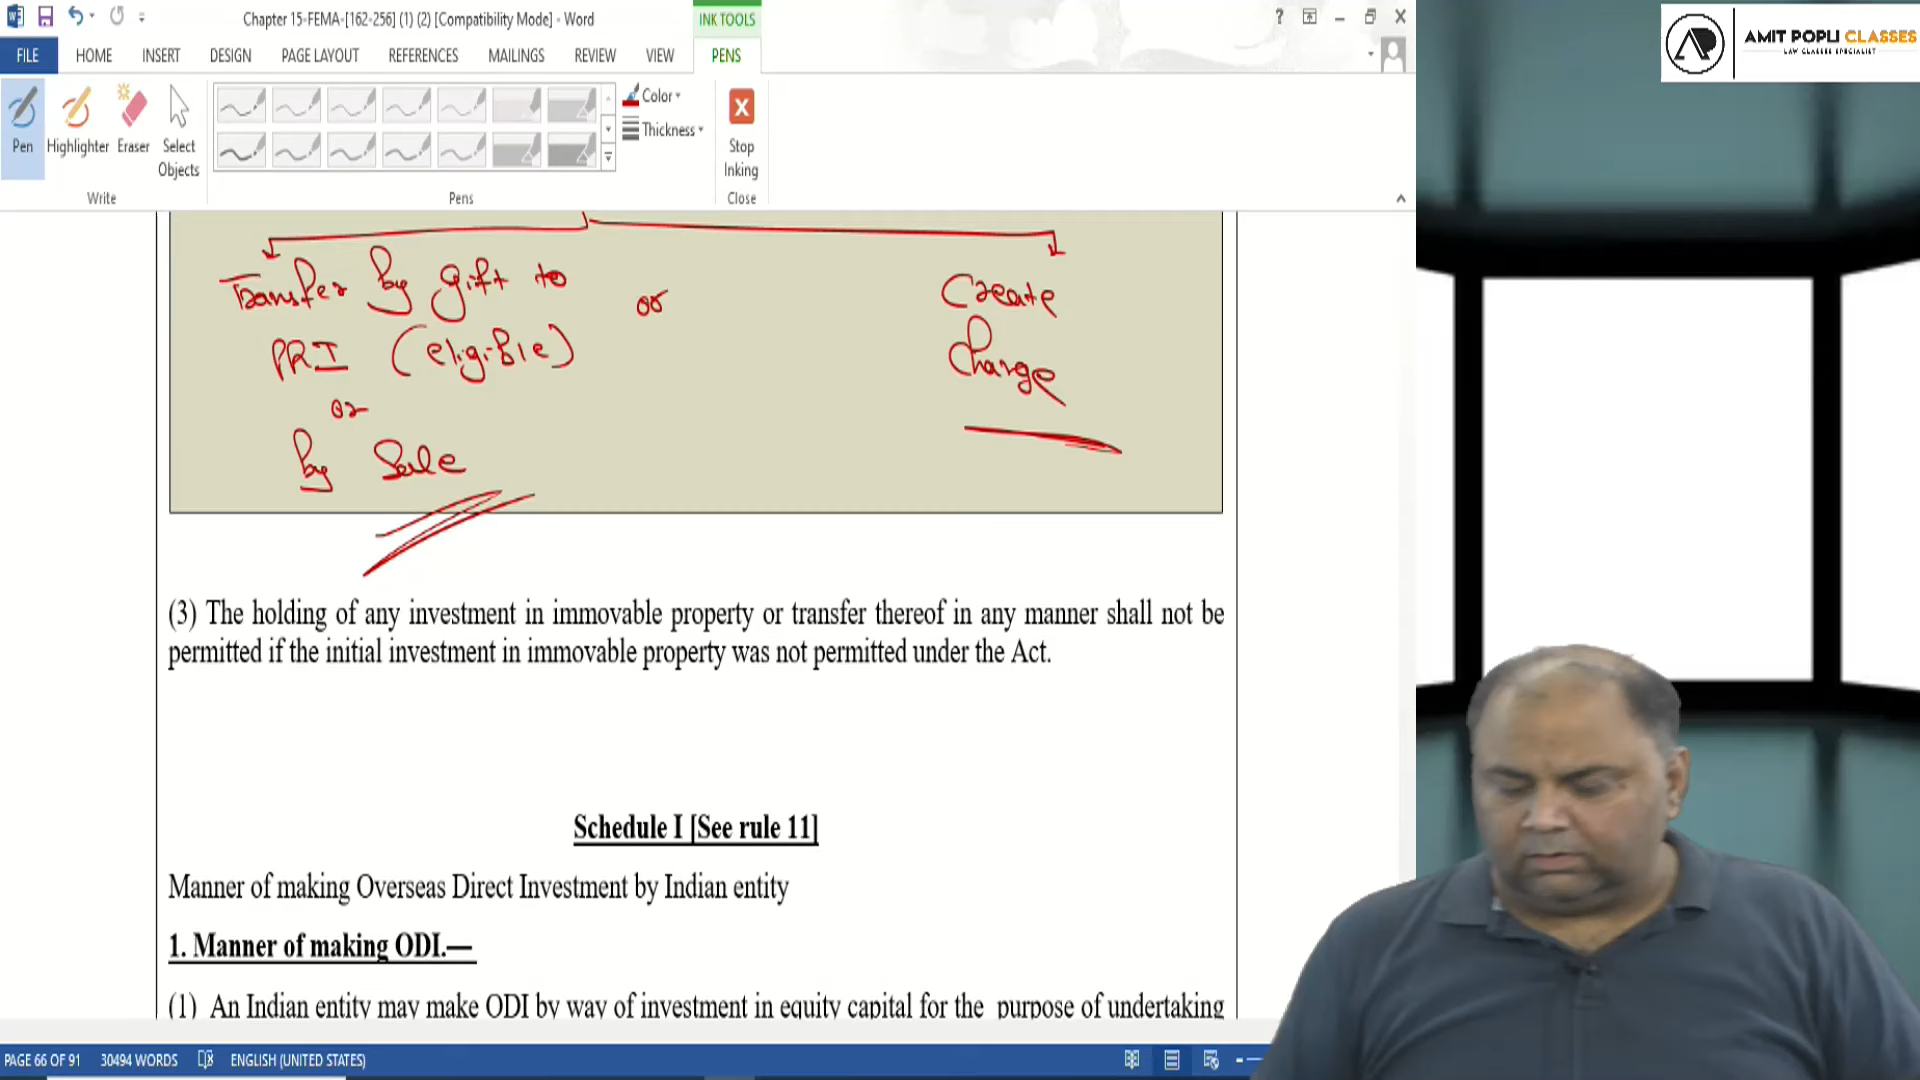 Chapter 15-FEMA-[162-256] (1) (2) [Compatibility Mode] - Word
INK TOOLS
?
AMIT POPLI CLASSES
LAW CLASSES SPECIALIST
FILE HOME INSERT DESIGN PAGE LAYOUT REFERENCES MAILINGS REVIEW VIEW PENS
Pen Highlighter Eraser Select Objects
Color
Thickness
Stop Inking
Write Pens Close
Transfer by gift to or Create
PRI (eligible) Charge
or
by Sale
(3) The holding of any investment in immovable property or transfer thereof in any manner shall not be
permitted if the initial investment in immovable property was not permitted under the Act.
Schedule I [See rule 11]
Manner of making Overseas Direct Investment by Indian entity
1. Manner of making ODI.—
(1) An Indian entity may make ODI by way of investment in equity capital for the purpose of undertaking
PAGE 66 OF 91 30494 WORDS ENGLISH (UNITED STATES)